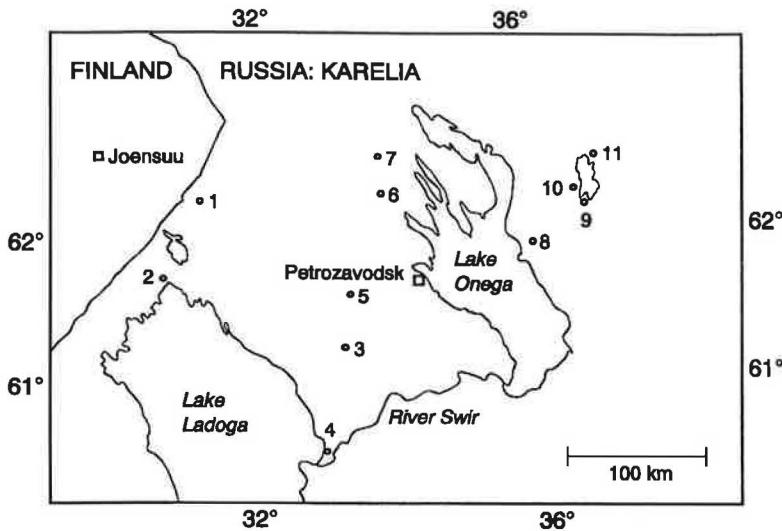 32° 36°
FINLAND RUSSIA: KARELIA
Joensuu
7
11
1
6
10
9
62°
62°
8
Lake
Onega
2
Petrozavodsk
5
3
61°
61°
Lake
Ladoga
River Swir
4
100 km
32° 36°